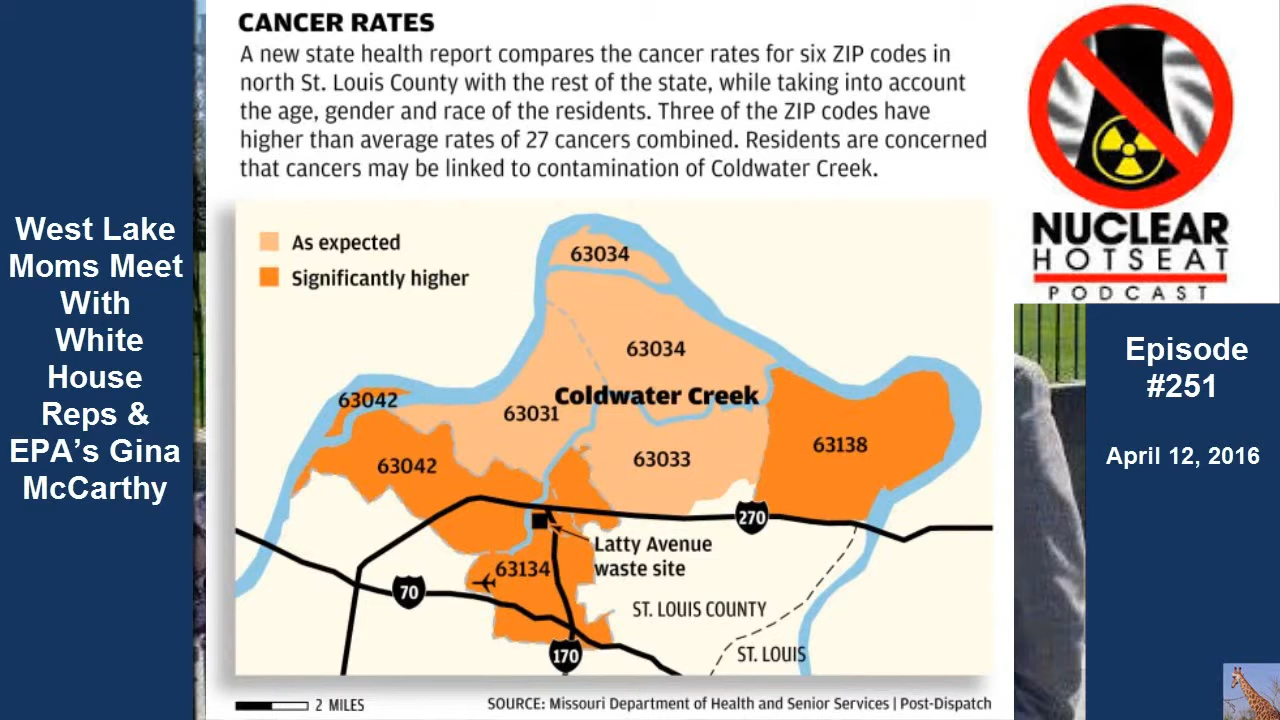 CANCER RATES
A new state health report compares the cancer rates for six ZIP codes in
north St. Louis County with the rest of the state, while taking into account
the age, gender and race of the residents. Three of the ZIP codes have
higher than average rates of 27 cancers combined. Residents are concerned
that cancers may be linked to contamination of Coldwater Creek.
West Lake
Moms Meet
With
White
House
Reps &
EPA’s Gina
McCarthy
As expected
Significantly higher
63034
63034
Coldwater Creek
63042
63031
63042
63033
63138
270
Latty Avenue
waste site
63134
70
ST. LOUIS COUNTY
170
ST. LOUIS
2 MILES
SOURCE: Missouri Department of Health and Senior Services | Post-Dispatch
NUCLEAR
HOTSEAT
PODCAST
Episode
#251
April 12, 2016